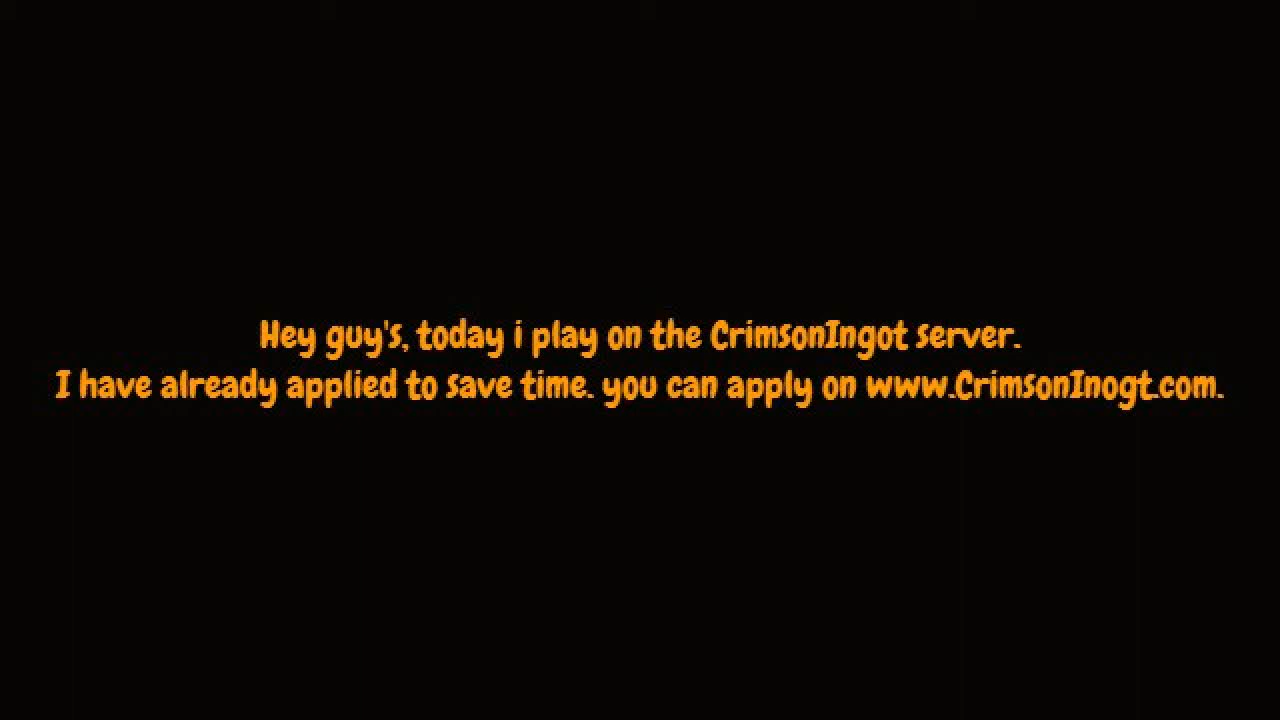 Hey guy's, today i play on the CrimsonIngot server.
I have already applied to save time. you can apply on www.CrimsonInogt.com.